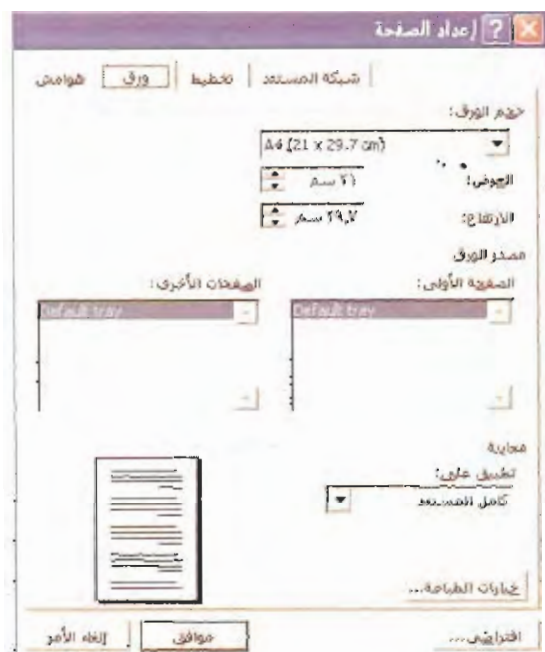 إعداد الصفحة
هوامش ورق تخطيط شبكة المستند
حجم الورق:
A4 (21 x 29.7 cm)
العرض: ٢١ سم
الارتفاع: ٢٩,٧ سم
مصدر الورق
الصفحة الأولى: الصفحات الأخرى:
Default tray Default tray
معاينة
تطبيق على:
كامل المستند
خيارات الطباعة...
افتراضي... موافق إلغاء الأمر